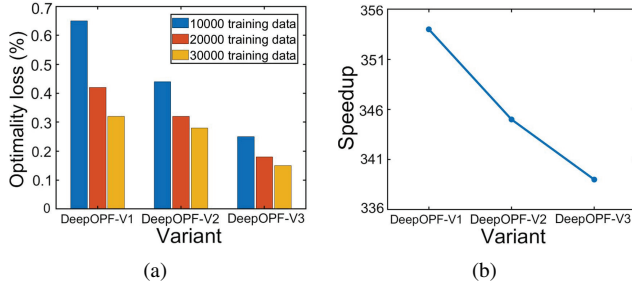 0.7
0.6
0.5
0.4
0.3
0.2
0.1
0
Optimality loss (%)
10000 training data
20000 training data
30000 training data
DeepOPF-V1 DeepOPF-V2 DeepOPF-V3
Variant
(a)
356
351
346
341
336
Speedup
DeepOPF-V1 DeepOPF-V2 DeepOPF-V3
Variant
(b)